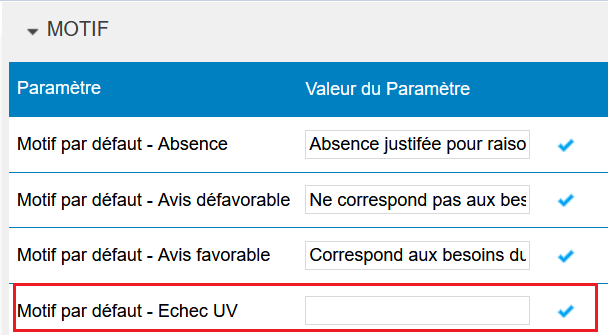 MOTIF
Paramètre Valeur du Paramètre
Motif par défaut - Absence Absence justifée pour raiso
Motif par défaut - Avis défavorable Ne correspond pas aux bes
Motif par défaut - Avis favorable Correspond aux besoins du
Motif par défaut - Echec UV